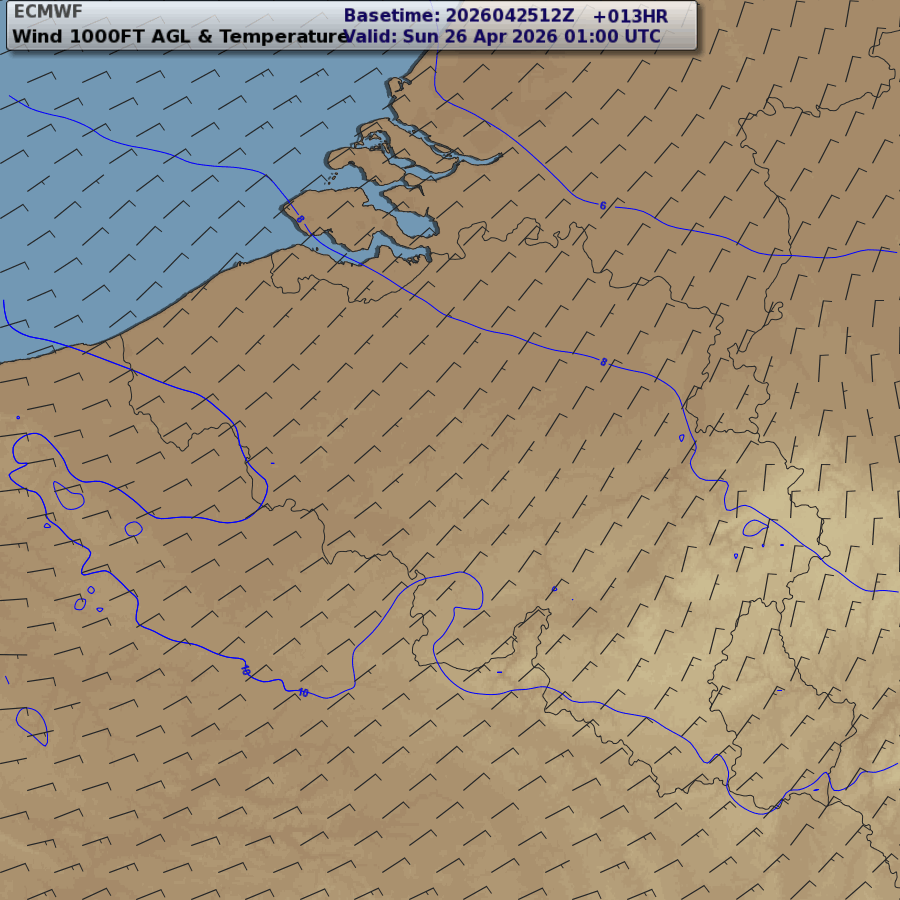 ECMWF
Basetime: 2026042512Z +013HR
Wind 1000FT AGL & Temperature
Valid: Sun 26 Apr 2026 01:00 UTC
6
8
8
10
10